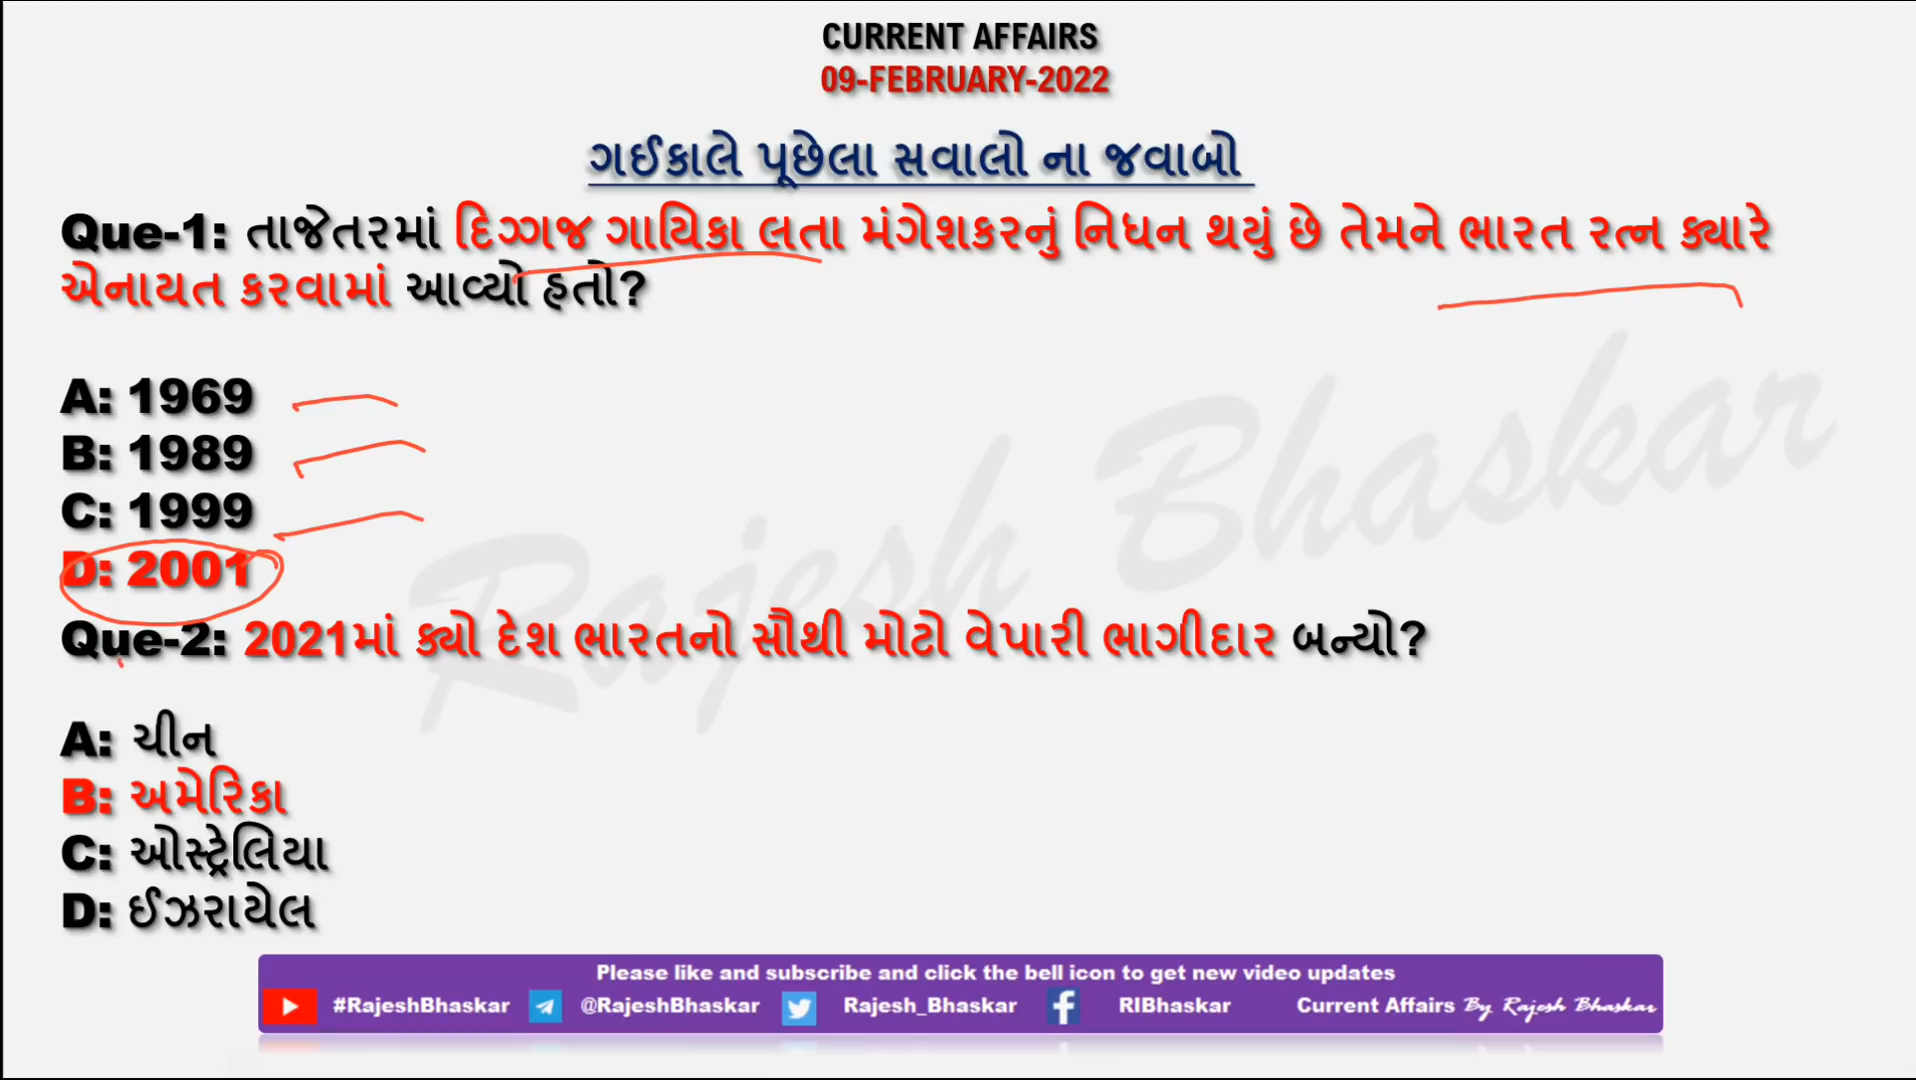 CURRENT AFFAIRS
09-FEBRUARY-2022
ગઈકાલે પૂછેલા સવાલો ના જવાબો
Que-1: તાજેતરમાં દિગ્ગજ ગાયિકા લતા મંગેશકરનું નિધન થયું છે તેમને ભારત રત્ન ક્યારે
એનાયત કરવામાં આવ્યો હતો?
A: 1969
B: 1989
C: 1999
D: 2001
Que-2: 2021માં ક્યો દેશ ભારતનો સૌથી મોટો વેપારી ભાગીદાર બન્યો?
A: ચીન
B: અમેરિકા
C: ઓસ્ટ્રેલિયા
D: ઈઝરાયેલ
Rajesh Bhaskar
Please like and subscribe and click the bell icon to get new video updates
#RajeshBhaskar @RajeshBhaskar Rajesh_Bhaskar RIBhaskar Current Affairs By Rajesh Bhaskar